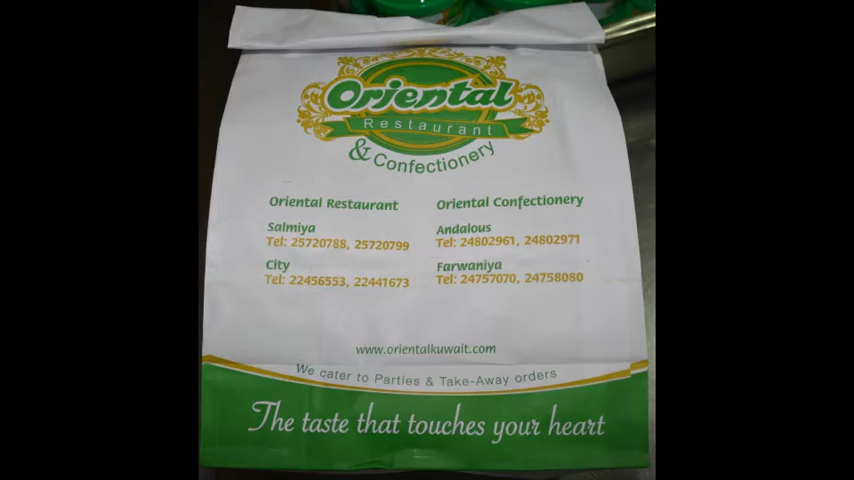 Oriental
Restaurant
& Confectionery
Oriental Restaurant
Salmiya
Tel: 25720788, 25720799
City
Tel: 22456553, 22441673
Oriental Confectionery
Andalous
Tel: 24802961, 24802971
Farwaniya
Tel: 24757070, 24758080
www.orientalkuwait.com
We cater to Parties & Take-Away orders
The taste that touches your heart